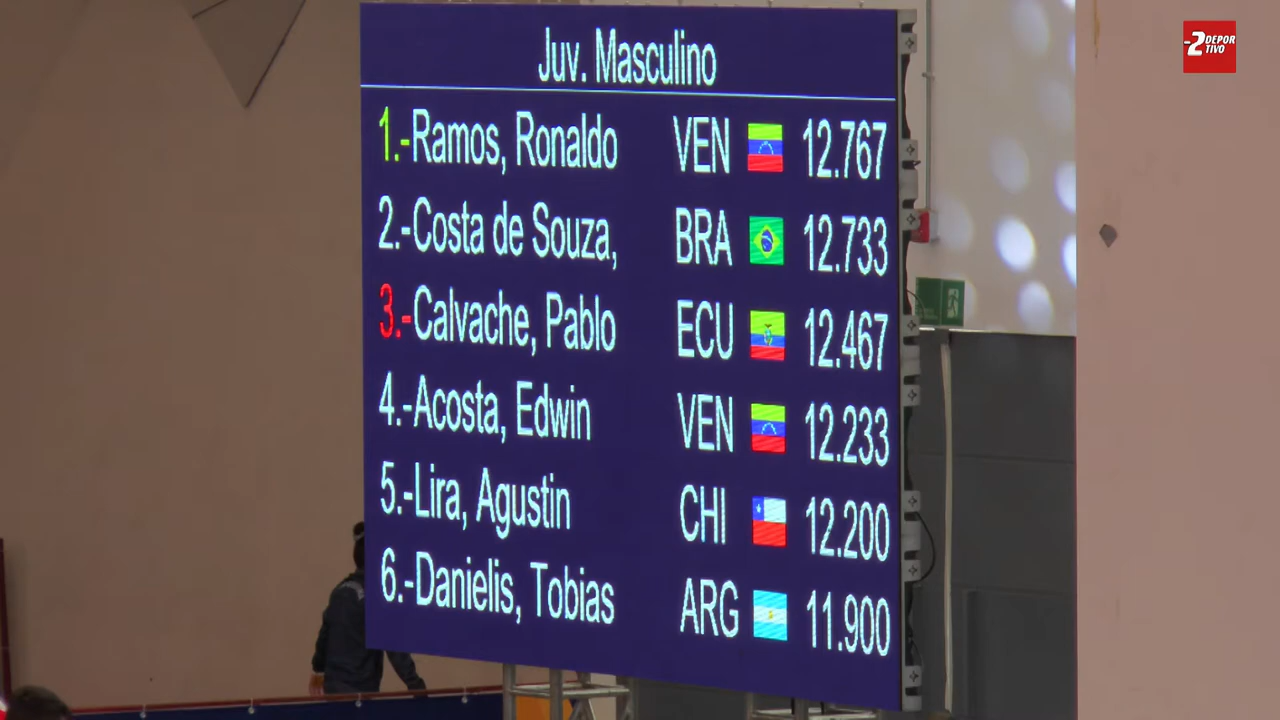 Juv. Masculino
1.-Ramos, Ronaldo VEN 12.767
2.-Costa de Souza, BRA 12.733
3.-Calvache, Pablo ECU 12.467
4.-Acosta, Edwin VEN 12.233
5.-Lira, Agustin CHI 12.200
6.-Danielis, Tobias ARG 11.900
-2 DEPOR
TIVO